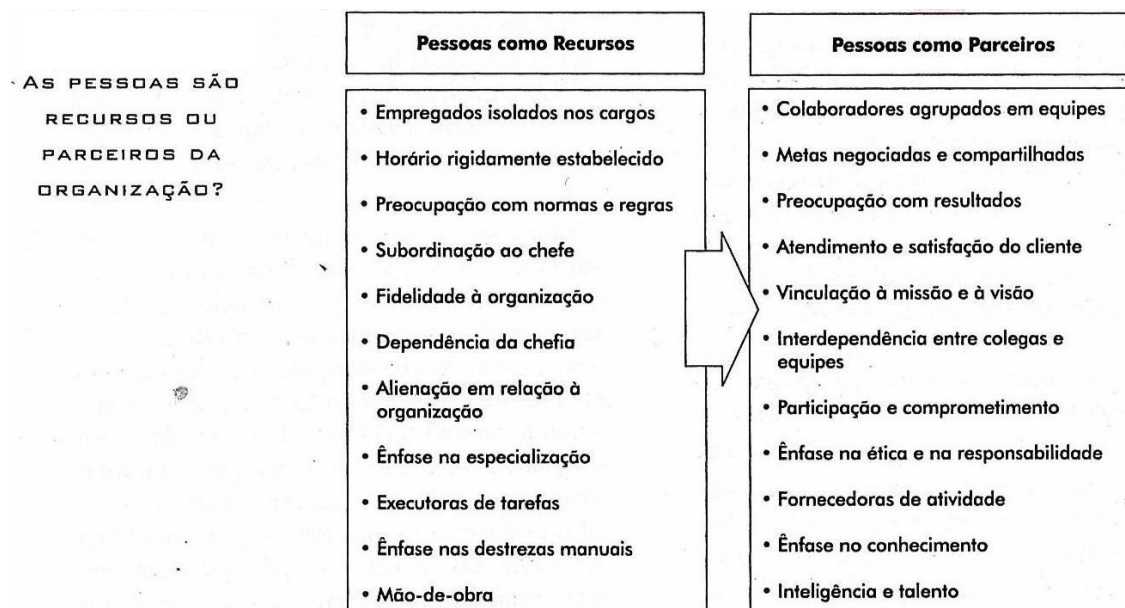 AS PESSOAS SÃO
RECURSOS OU
PARCEIROS DA
ORGANIZAÇÃO?
Pessoas como Recursos
• Empregados isolados nos cargos
• Horário rigidamente estabelecido
• Preocupação com normas e regras
• Subordinação ao chefe
• Fidelidade à organização
• Dependência da chefia
• Alienação em relação à
organização
• Ênfase na especialização
• Executoras de tarefas
• Ênfase nas destrezas manuais
• Mão-de-obra
Pessoas como Parceiros
• Colaboradores agrupados em equipes
• Metas negociadas e compartilhadas
• Preocupação com resultados
• Atendimento e satisfação do cliente
• Vinculação à missão e à visão
• Interdependência entre colegas e
equipes
• Participação e comprometimento
• Ênfase na ética e na responsabilidade
• Fornecedoras de atividade
• Ênfase no conhecimento
• Inteligência e talento